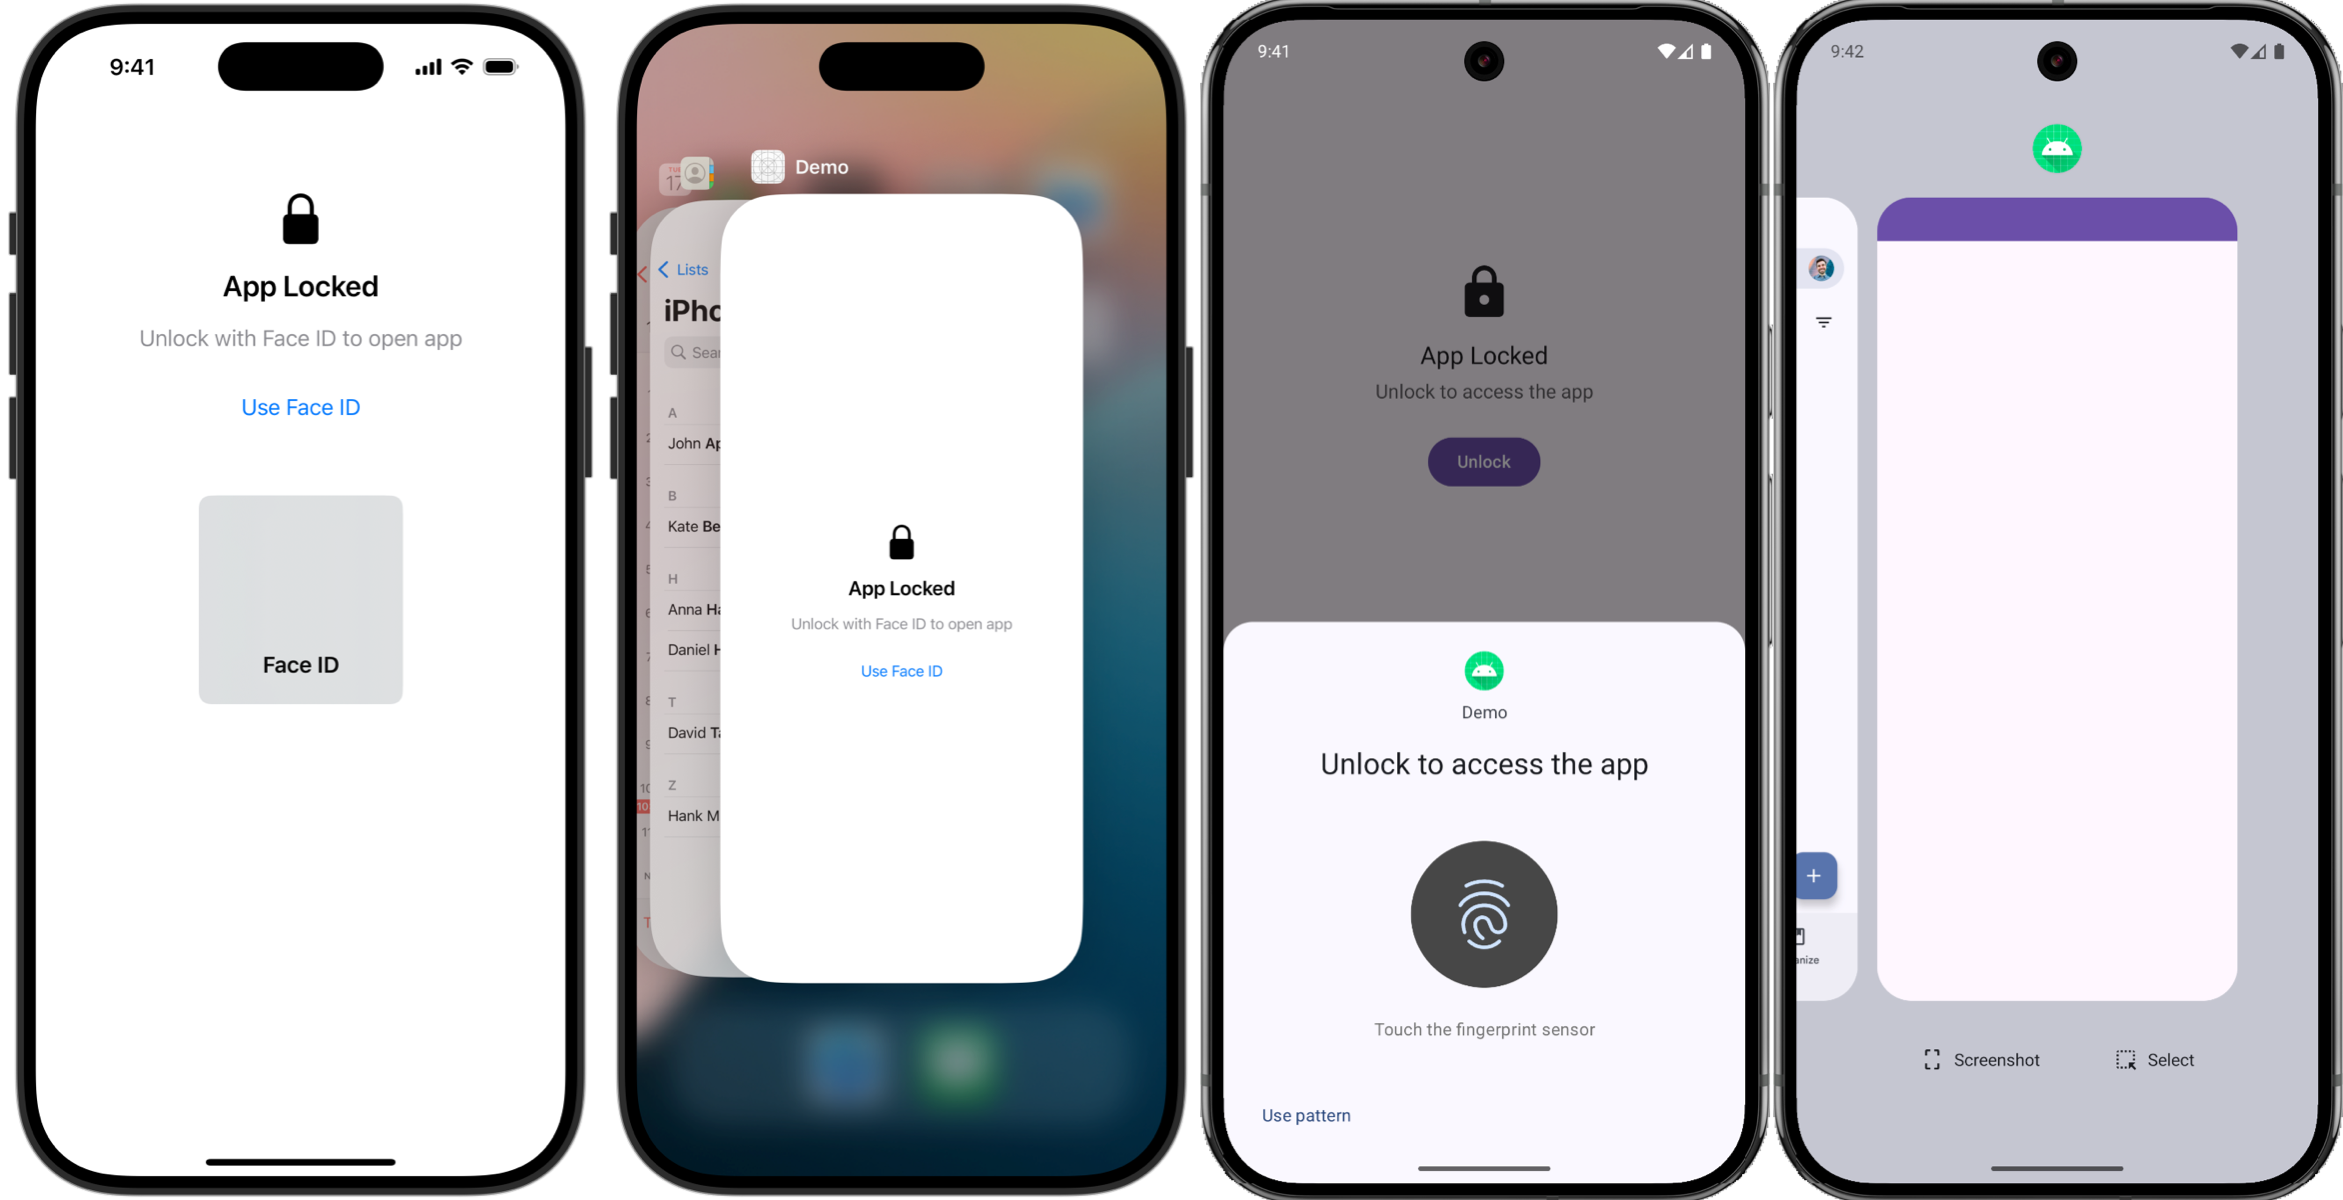 9:41
App Locked
Unlock with Face ID to open app
Use Face ID
Face ID
TUE
17
Demo
Lists
iPho
Sear
A
John Ap
B
Kate Be
H
Anna Ha
Daniel H
T
David Ta
Z
Hank M
10
App Locked
Unlock with Face ID to open app
Use Face ID
9:41
App Locked
Unlock to access the app
Unlock
Demo
Unlock to access the app
Touch the fingerprint sensor
Use pattern
9:42
anize
Screenshot
Select